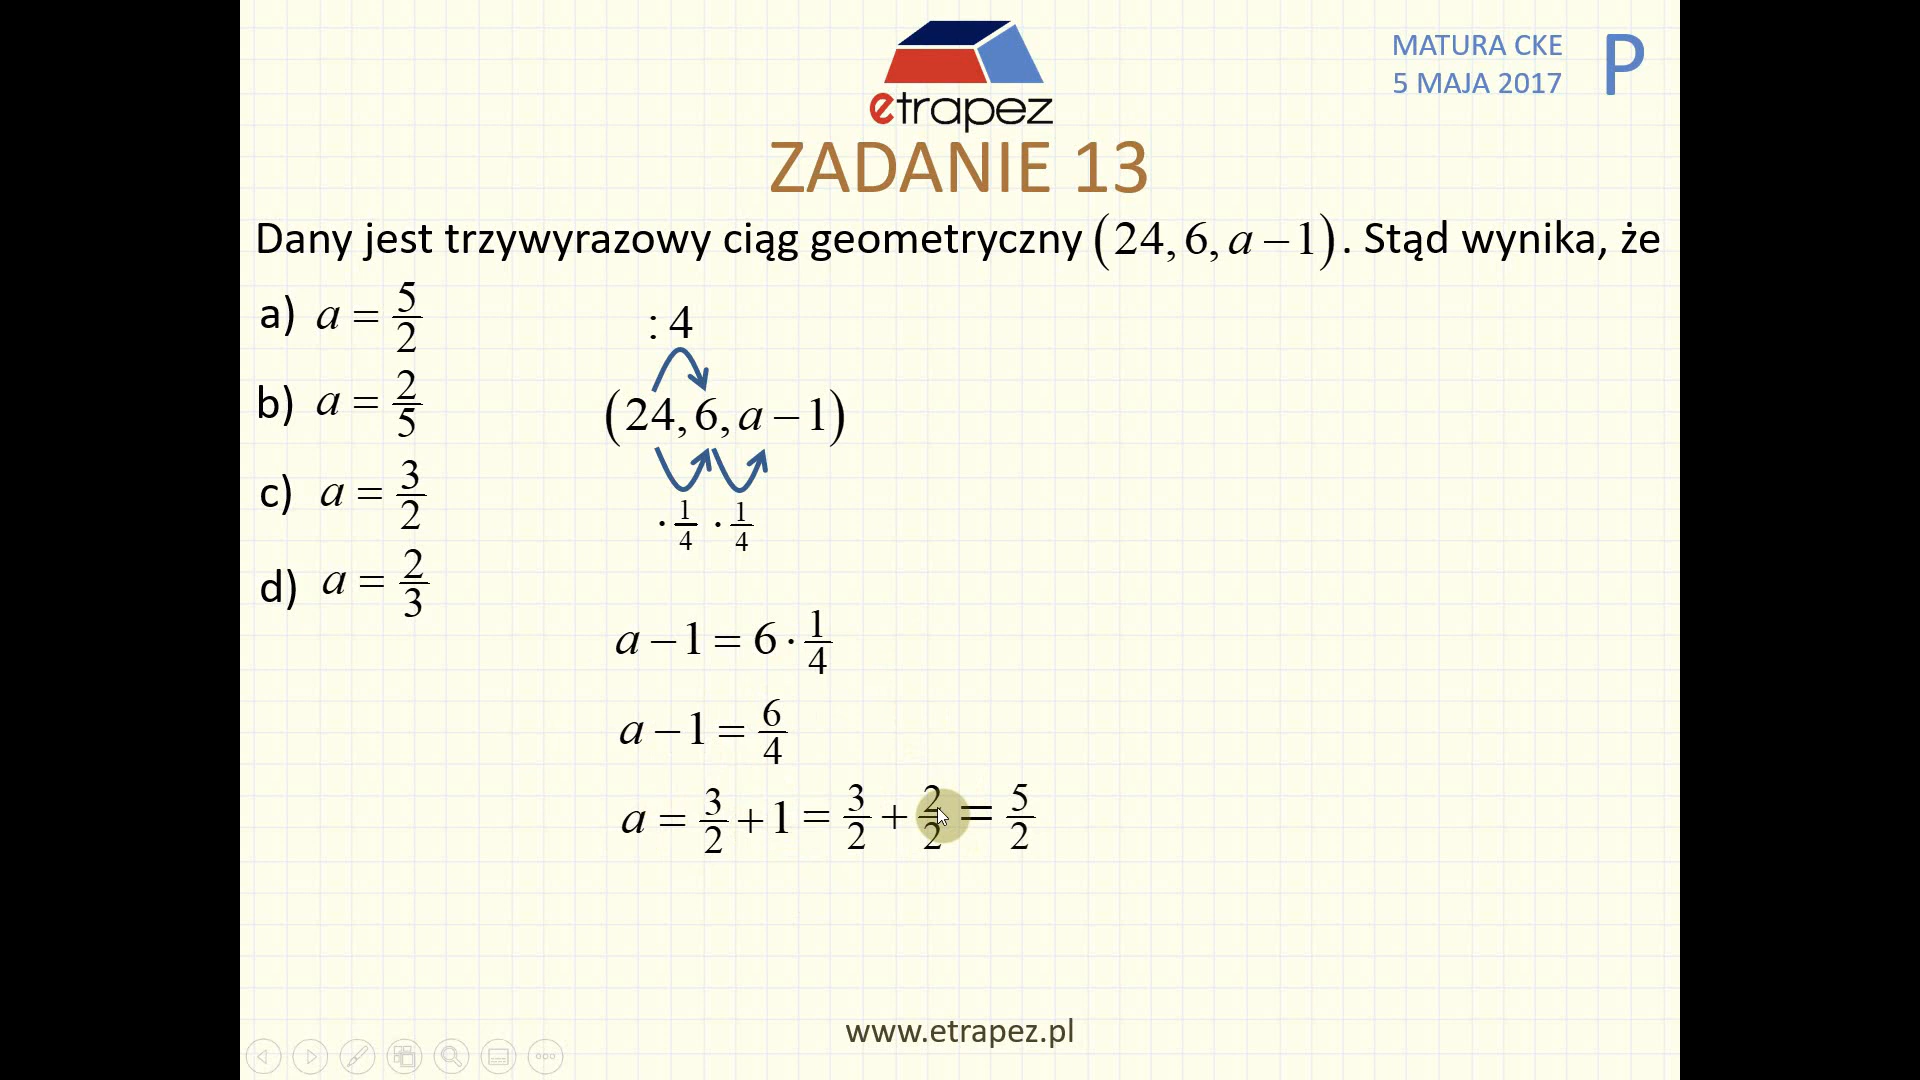 MATURA CKE
5 MAJA 2017
P
etrapez
ZADANIE 13
Dany jest trzywyrazowy ciąg geometryczny (24, 6, a − 1). Stąd wynika, że
a) a = 5/2
b) a = 2/5
c) a = 3/2
d) a = 2/3
: 4
(24, 6, a − 1)
· 1/4 · 1/4
a − 1 = 6 · 1/4
a − 1 = 6/4
a = 3/2 + 1 = 3/2 + 2/2 = 5/2
www.etrapez.pl